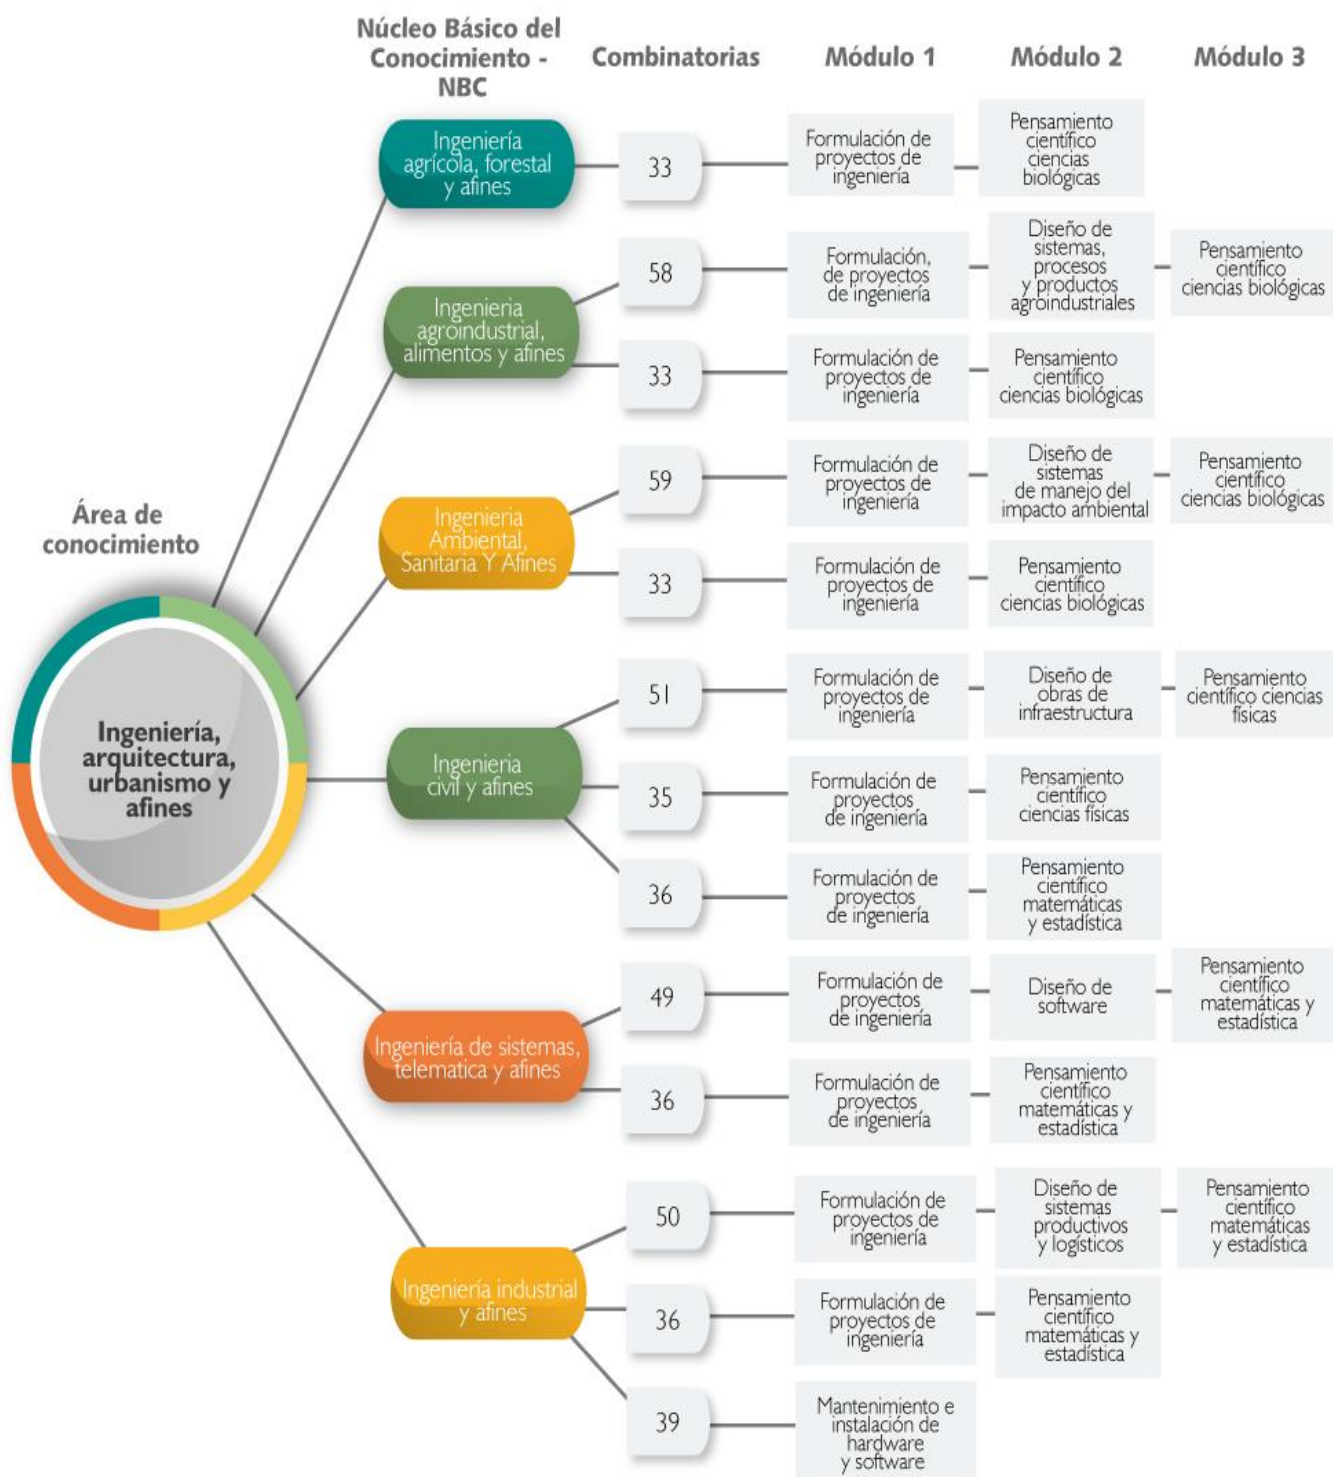 Núcleo Básico del
Conocimiento -
NBC
Combinatorias
Módulo 1
Módulo 2
Módulo 3
Área de
conocimiento
Ingeniería,
arquitectura,
urbanismo y
afines
Ingeniería
agrícola, forestal
y afines
33
Formulación de
proyectos de
ingeniería
Pensamiento
científico
ciencias
biológicas
Ingenieria
agroindustrial,
alimentos y afines
58
Formulación,
de proyectos
de ingeniería
Diseño de
sistemas,
procesos
y productos
agroindustriales
Pensamiento
científico
ciencias biológicas
33
Formulación de
proyectos de
ingeniería
Pensamiento
científico
ciencias biológicas
Ingenieria
Ambiental,
Sanitaria Y Afines
59
Formulación de
proyectos de
ingeniería
Diseño de
sistemas
de manejo del
impacto ambiental
Pensamiento
científico
ciencias biológicas
33
Formulación de
proyectos de
ingeniería
Pensamiento
científico
ciencias biológicas
Ingenieria
civil y afines
51
Formulación de
proyectos de
ingeniería
Diseño de
obras de
infraestructura
Pensamiento
científico ciencias
físicas
35
Formulación de
proyectos
de ingeniería
Pensamiento
científico
ciencias físicas
36
Formulación de
proyectos
de ingeniería
Pensamiento
científico
matemáticas
y estadística
Ingeniería de sistemas,
telematica y afines
49
Formulación de
proyectos
de ingeniería
Diseño de
software
Pensamiento
científico
matemáticas y
estadística
36
Formulación de
proyectos
de ingeniería
Pensamiento
científico
matemáticas y
estadística
Ingeniería industrial
y afines
50
Formulación de
proyectos de
ingeniería
Diseño de
sistemas
productivos
y logísticos
Pensamiento
científico
matemáticas
y estadística
36
Formulación de
proyectos de
ingeniería
Pensamiento
científico
matemáticas y
estadística
39
Mantenimiento e
instalación de
hardware
y software